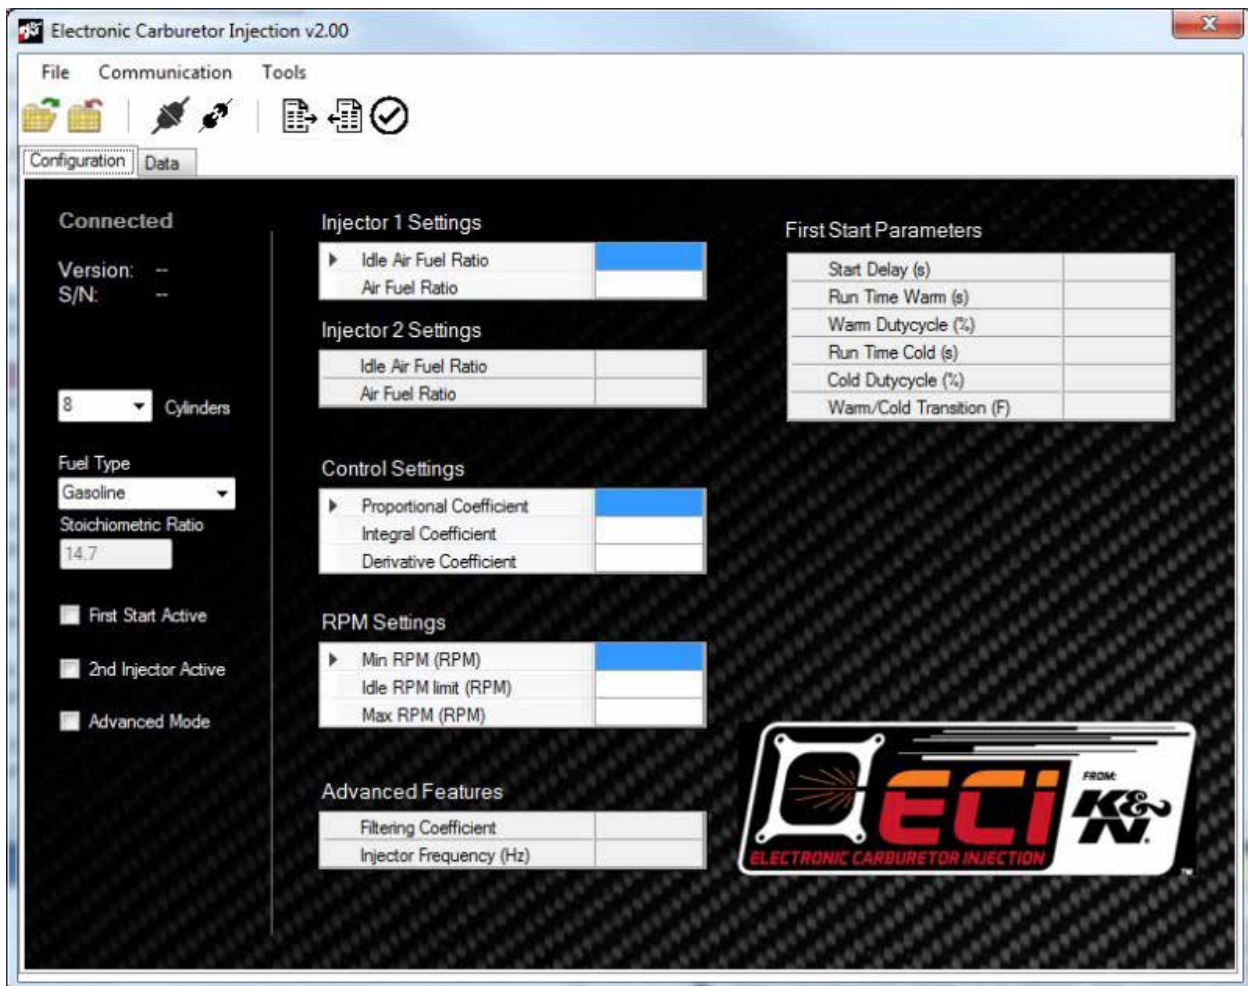 Electronic Carburetor Injection v2.00
File Communication Tools
Configuration Data
Connected
Version: --
S/N: --
8 Cylinders
Fuel Type
Gasoline
Stoichiometric Ratio
14.7
First Start Active
2nd Injector Active
Advanced Mode
Injector 1 Settings
Idle Air Fuel Ratio
Air Fuel Ratio
Injector 2 Settings
Idle Air Fuel Ratio
Air Fuel Ratio
Control Settings
Proportional Coefficient
Integral Coefficient
Derivative Coefficient
RPM Settings
Min RPM (RPM)
Idle RPM limit (RPM)
Max RPM (RPM)
Advanced Features
Filtering Coefficient
Injector Frequency (Hz)
First Start Parameters
Start Delay (s)
Run Time Warm (s)
Warm Dutycycle (%)
Run Time Cold (s)
Cold Dutycycle (%)
Warm/Cold Transition (F)
ECI
ELECTRONIC CARBURETOR INJECTION
FROM:
K&N.
™